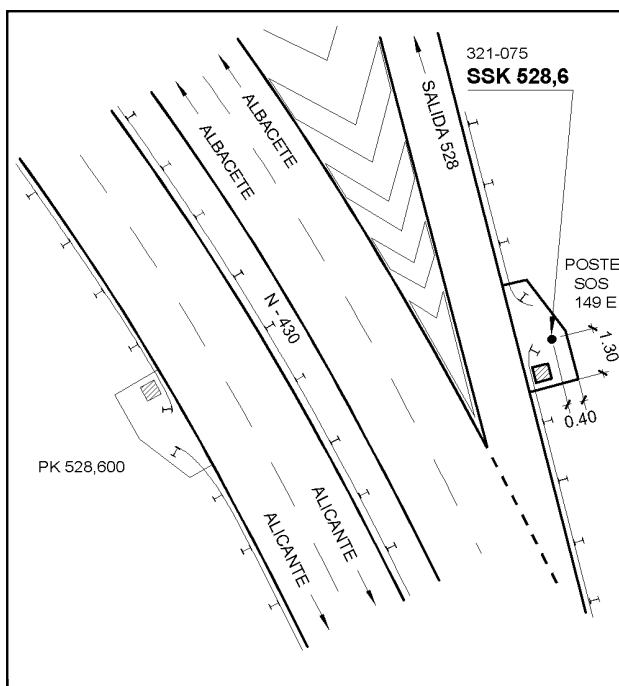 321-075
SSK 528,6
ALBACETE
ALBACETE
SALIDA 528
POSTE
SOS
149 E
1.30
0.40
N - 430
PK 528,600
ALICANTE
ALICANTE